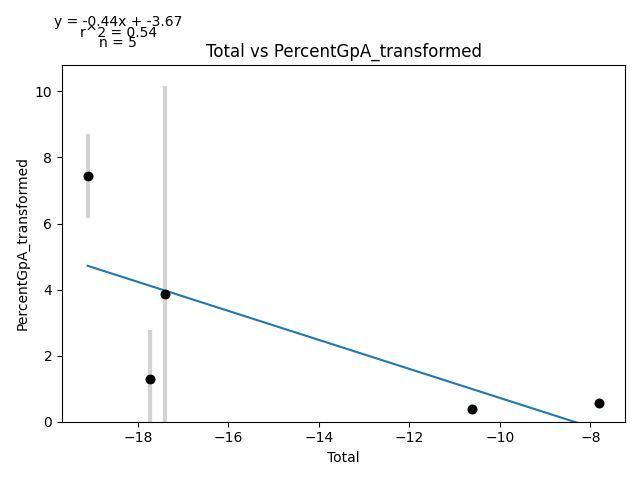 y = -0.44x + -3.67
r^2 = 0.54
n = 5
Total vs PercentGpA_transformed
10
8
6
4
2
0
PercentGpA_transformed
−18
−16
−14
−12
−10
−8
Total